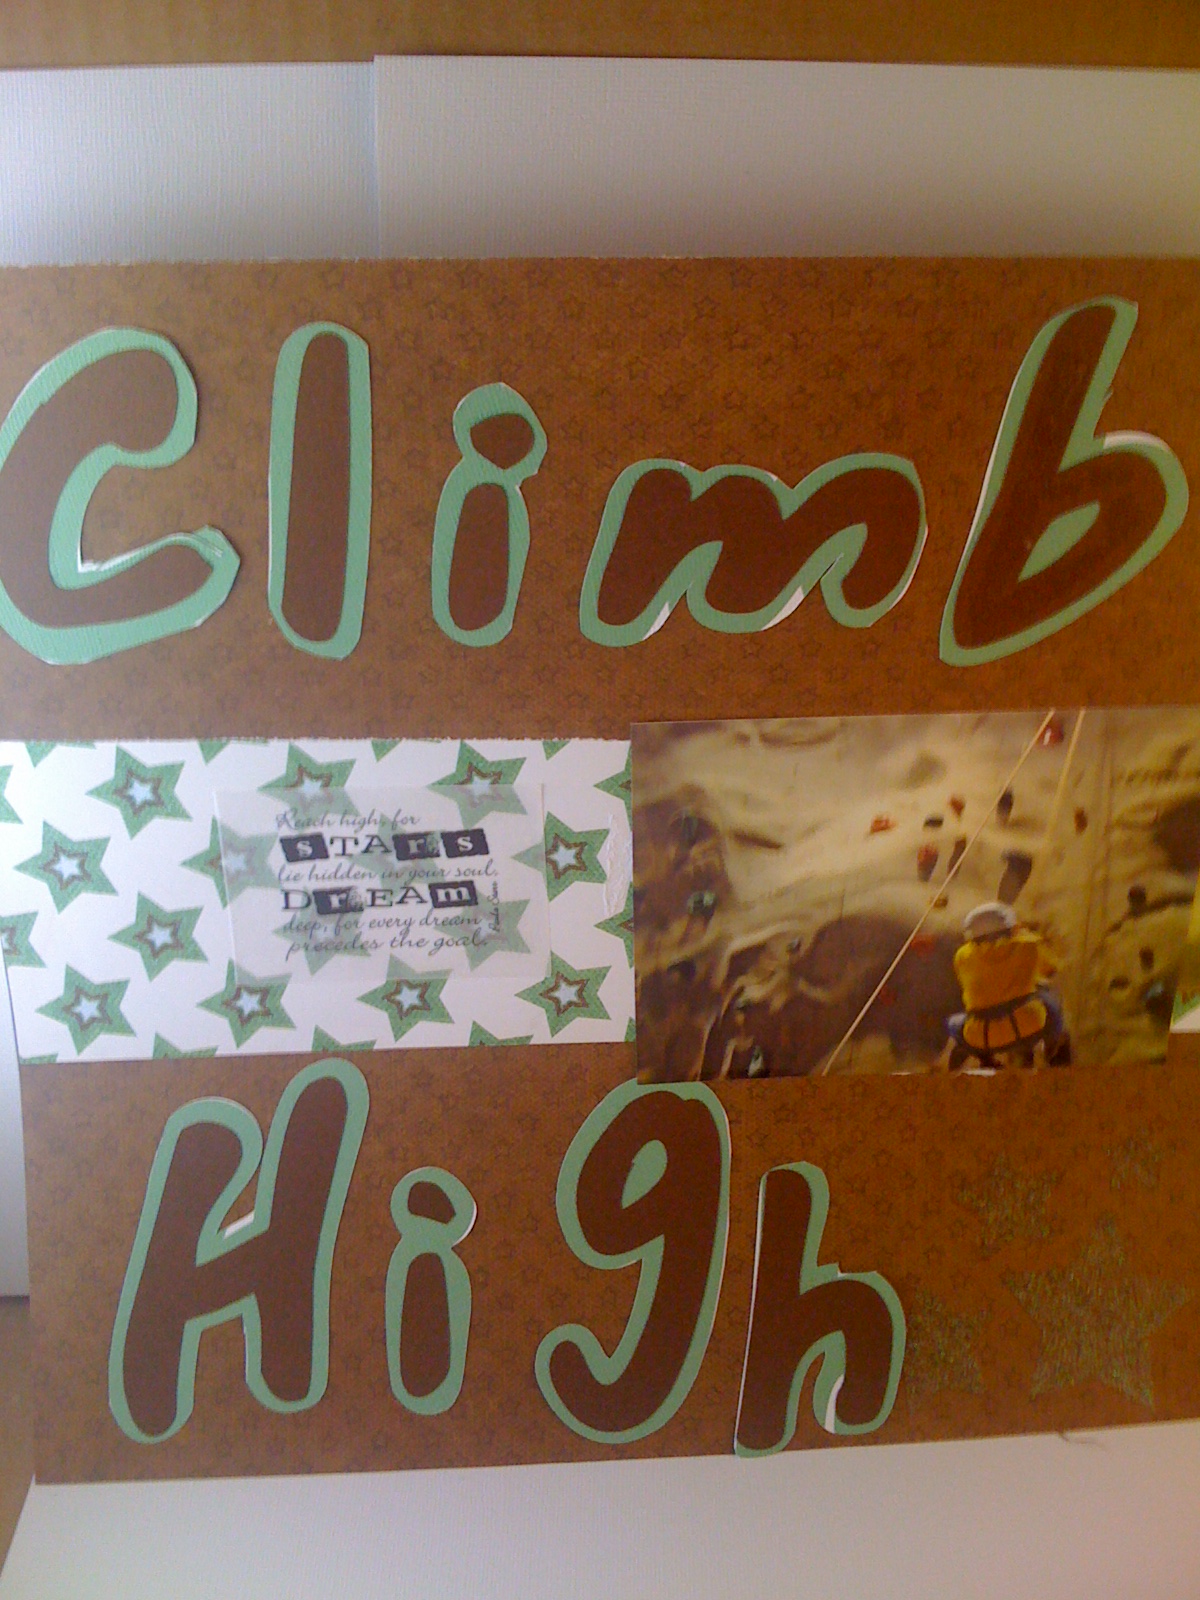 Climb
Reach high, for
STARS
lie hidden in your soul.
DREAM
deep, for every dream
precedes the goal.
High